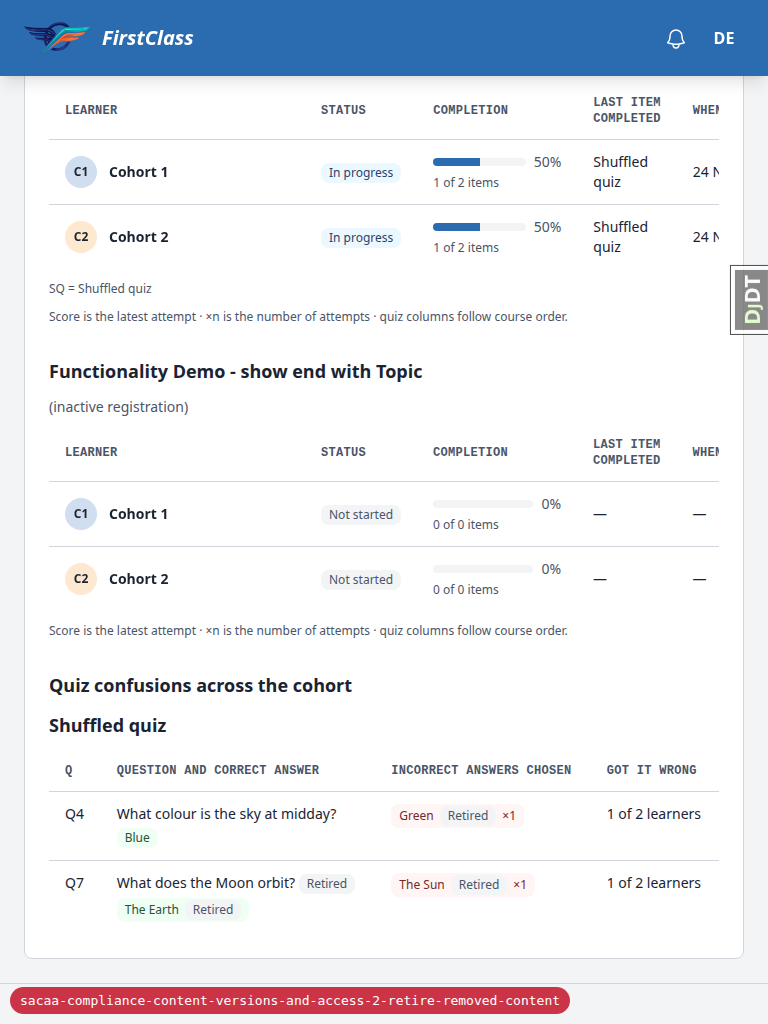 FirstClass
DE
LEARNER STATUS COMPLETION LAST ITEM COMPLETED WHEN
C1 Cohort 1 In progress 50% Shuffled quiz 24 N
1 of 2 items
C2 Cohort 2 In progress 50% Shuffled quiz 24 N
1 of 2 items
SQ = Shuffled quiz
Score is the latest attempt · ×n is the number of attempts · quiz columns follow course order.
DjDT
Functionality Demo - show end with Topic
(inactive registration)
LEARNER STATUS COMPLETION LAST ITEM COMPLETED WHEN
C1 Cohort 1 Not started 0% — —
0 of 0 items
C2 Cohort 2 Not started 0% — —
0 of 0 items
Score is the latest attempt · ×n is the number of attempts · quiz columns follow course order.
Quiz confusions across the cohort
Shuffled quiz
Q QUESTION AND CORRECT ANSWER INCORRECT ANSWERS CHOSEN GOT IT WRONG
Q4 What colour is the sky at midday? Green Retired ×1 1 of 2 learners
Blue
Q7 What does the Moon orbit? Retired The Sun Retired ×1 1 of 2 learners
The Earth Retired
sacaa-compliance-content-versions-and-access-2-retire-removed-content